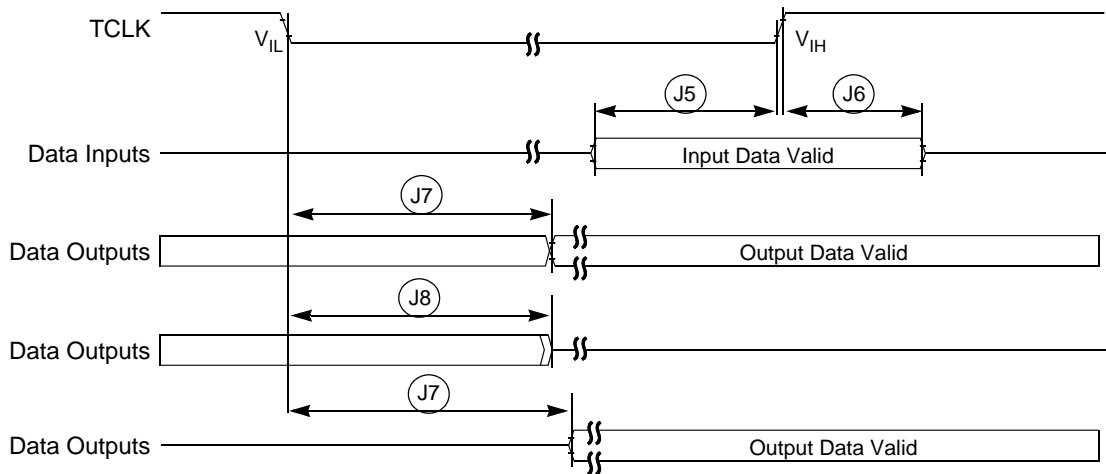 TCLK
V_IL
V_IH
J5
J6
Data Inputs
Input Data Valid
J7
Data Outputs
Output Data Valid
J8
Data Outputs
J7
Data Outputs
Output Data Valid